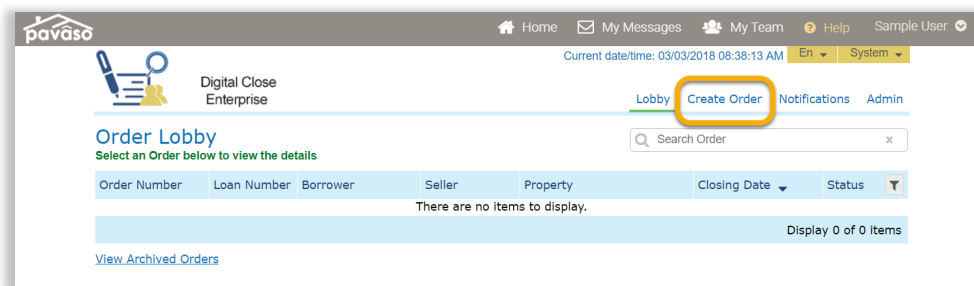 pavaso
Home My Messages My Team ? Help Sample User
Current date/time: 03/03/2018 08:38:13 AM En System
Digital Close
Enterprise
Lobby Create Order Notifications Admin
Order Lobby
Select an Order below to view the details
Search Order x
Order Number Loan Number Borrower Seller Property Closing Date Status
There are no items to display.
Display 0 of 0 items
View Archived Orders